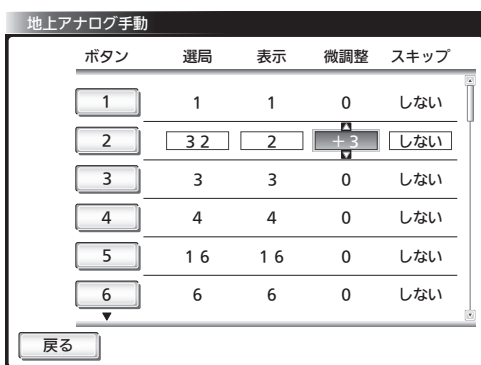 地上アナログ手動
ボタン 選局 表示 微調整 スキップ
1 1 1 0 しない
2 32 2 +3 しない
3 3 3 0 しない
4 4 4 0 しない
5 16 16 0 しない
6 6 6 0 しない
戻る